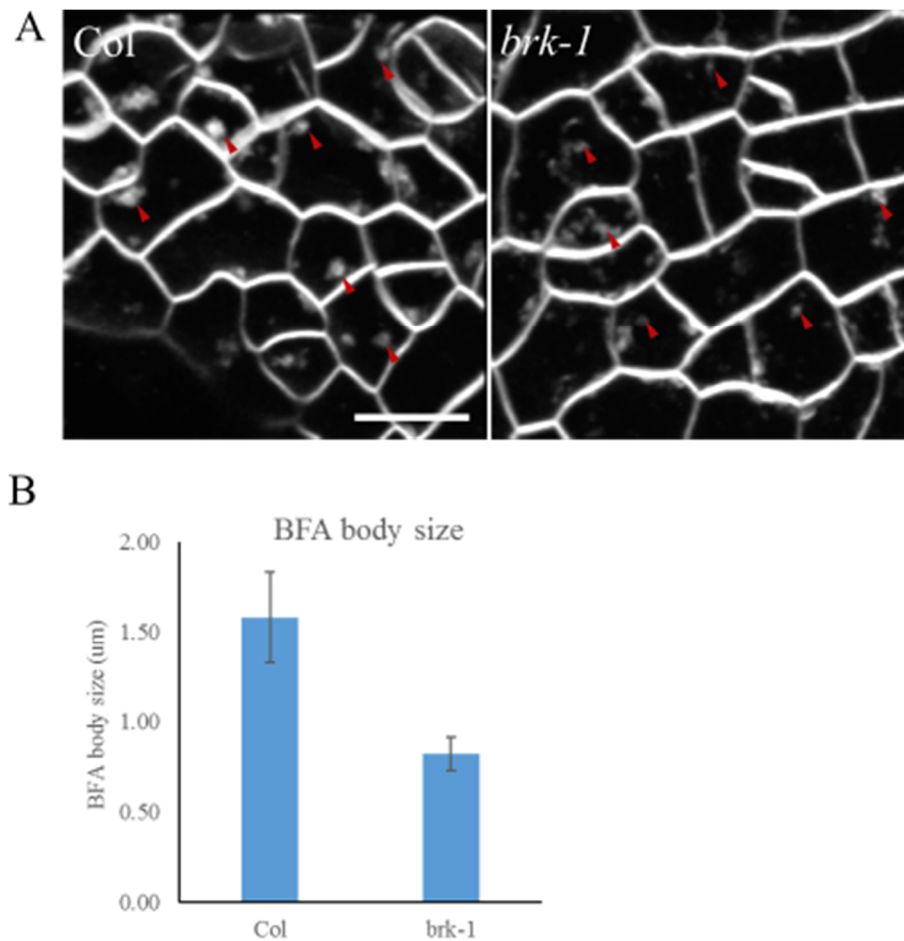 A
Col
brk-1
B
BFA body size
2.00
1.50
1.00
0.50
0.00
BFA body size (um)
Col
brk-1